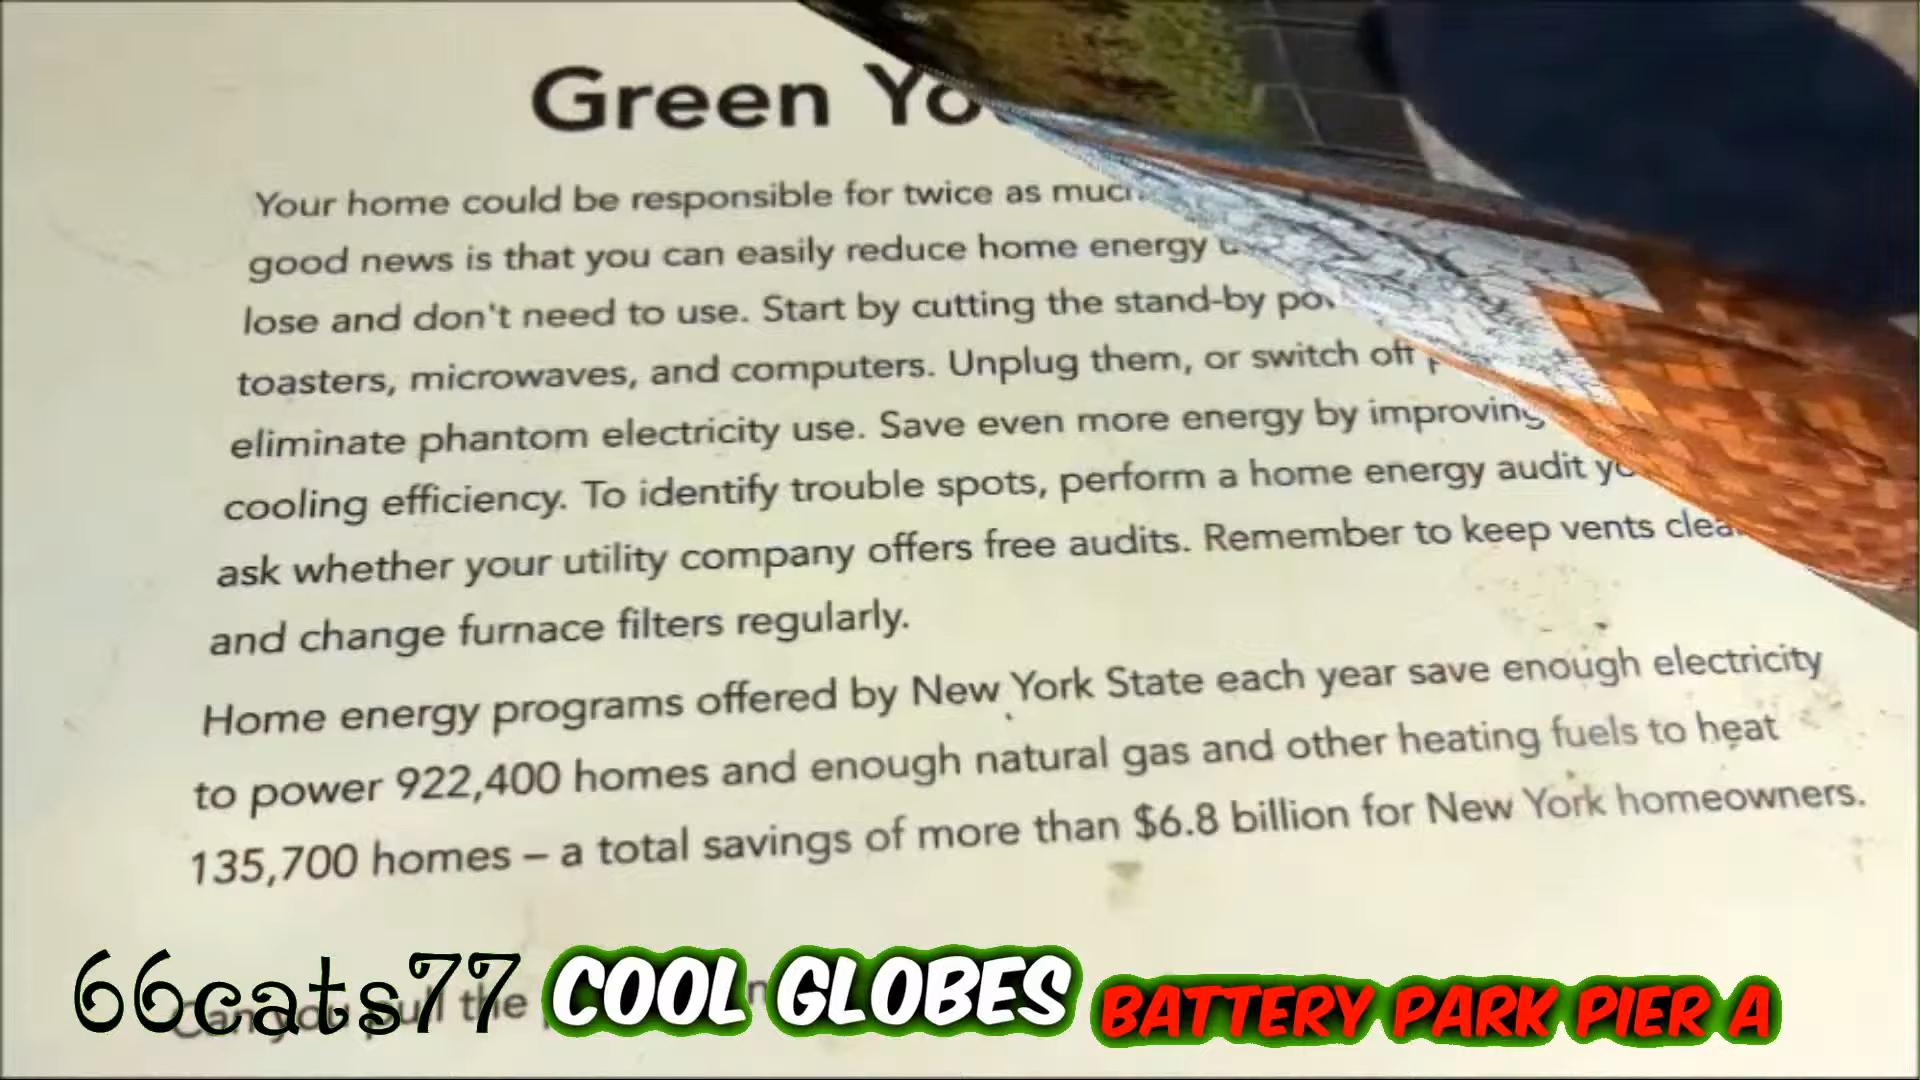 Green
Your home could be responsible for twice as much
good news is that you can easily reduce home energy
lose and don't need to use. Start by cutting the stand-by
toasters, microwaves, and computers. Unplug them, or switch off
eliminate phantom electricity use. Save even more energy by improving
cooling efficiency. To identify trouble spots, perform a home energy audit
ask whether your utility company offers free audits. Remember to keep vents
and change furnace filters regularly.
Home energy programs offered by New York State each year save enough electricity
to power 922,400 homes and enough natural gas and other heating fuels to heat
135,700 homes – a total savings of more than $6.8 billion for New York homeowners.
Can you pull the
66cats77 COOL GLOBES BATTERY PARK PIER A